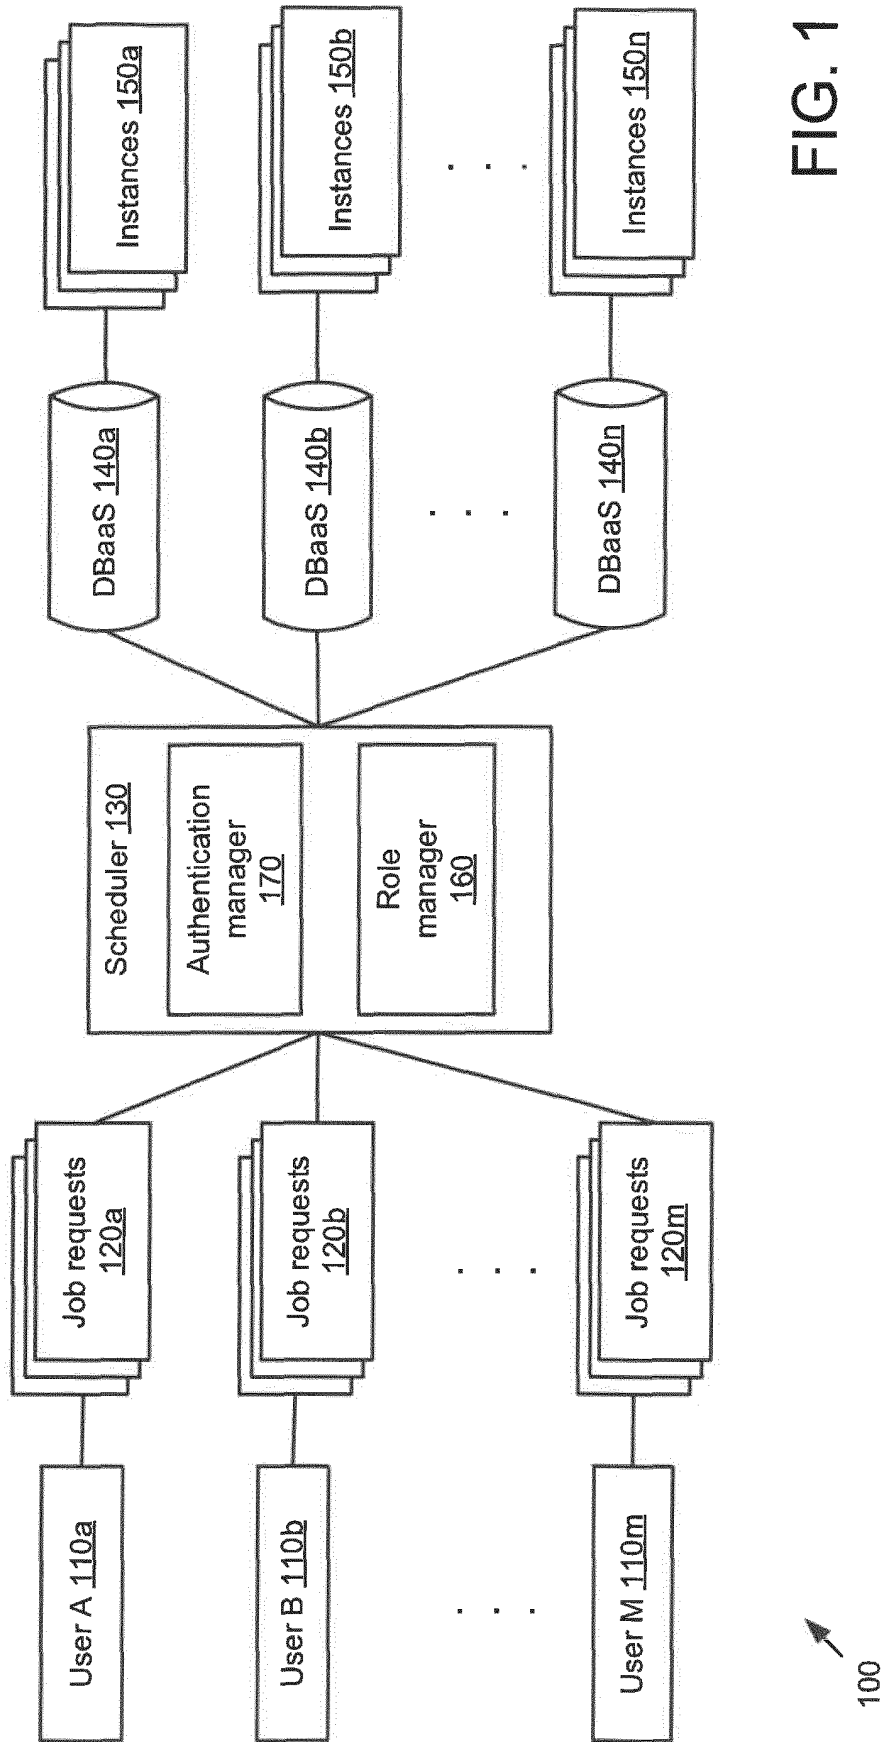 User A 110a
Job requests
120a
User B 110b
Job requests
120b
User M 110m
Job requests
120m
Scheduler 130
Authentication
manager
170
Role
manager
160
DBaaS 140a
Instances 150a
DBaaS 140b
Instances 150b
DBaaS 140n
Instances 150n
100
FIG. 1